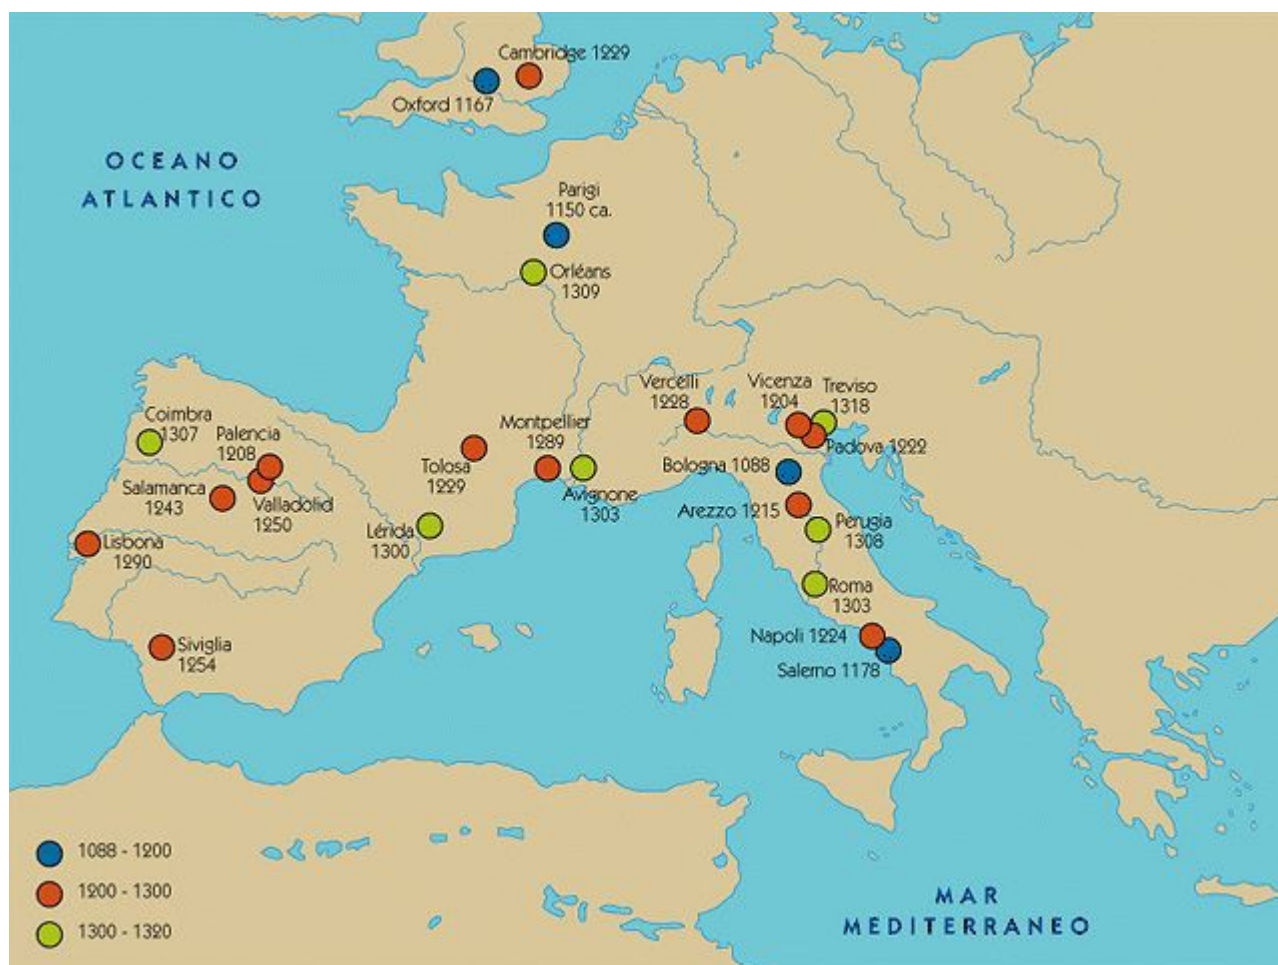 Cambridge 1229
Oxford 1167
OCEANO
ATLANTICO
Parigi
1150 ca.
Orléans
1309
Vercelli
1228
Vicenza
1204
Treviso
1318
Padova 1222
Coimbra
1307
Palencia
1208
Montpellier
1289
Tolosa
1229
Bologna 1088
Salamanca
1243
Valladolid
1250
Avignone
1303
Arezzo 1215
Perugia
1308
Lérida
1300
Lisbona
1290
Roma
1303
Siviglia
1254
Napoli 1224
Salerno 1178
1088 - 1200
1200 - 1300
1300 - 1320
MAR
MEDITERRANEO